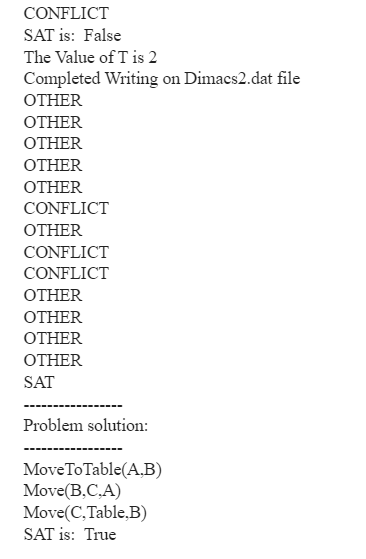 CONFLICT
SAT is:  False
The Value of T is 2
Completed Writing on Dimacs2.dat file
OTHER
OTHER
OTHER
OTHER
OTHER
CONFLICT
OTHER
CONFLICT
CONFLICT
OTHER
OTHER
OTHER
OTHER
SAT
-----------------
Problem solution:
-----------------
MoveToTable(A,B)
Move(B,C,A)
Move(C,Table,B)
SAT is:  True